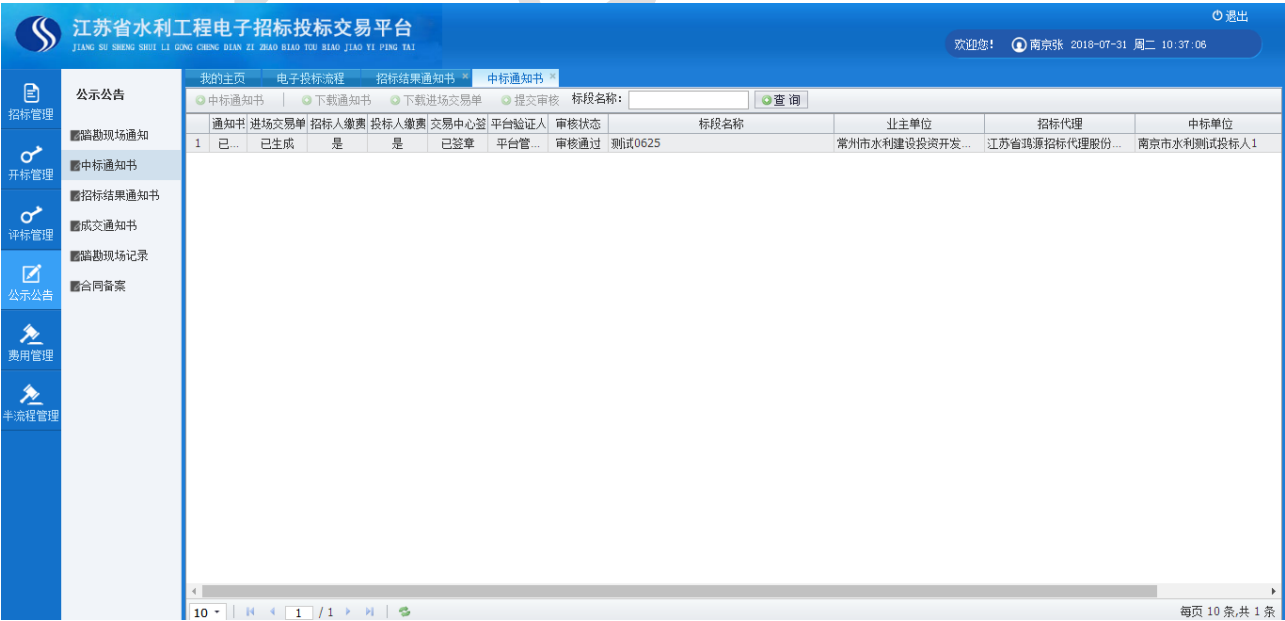 江苏省水利工程电子招标投标交易平台
JIANG SU SHENG SHUI LI GONG CHENG DIAN ZI ZHAO BIAO TOU BIAO JIAO YI PING TAI
退出
欢迎您! 南京张 2018-07-31 周二 10:37:06
招标管理
开标管理
评标管理
公示公告
费用管理
半流程管理
公示公告
踏勘现场通知
中标通知书
招标结果通知书
成交通知书
踏勘现场记录
合同备案
我的主页 电子投标流程 招标结果通知书 × 中标通知书 ×
中标通知书 下载通知书 下载进场交易单 提交审核 标段名称: 查询
通知书 进场交易单 招标人缴费 投标人缴费 交易中心签 平台验证人 审核状态 标段名称 业主单位 招标代理 中标单位
1 已... 已生成 是 是 已签章 平台管... 审核通过 测试0625 常州市水利建设投资开发... 江苏省鸿源招标代理股份... 南京市水利测试投标人1
10 1 / 1 每页 10 条,共 1 条